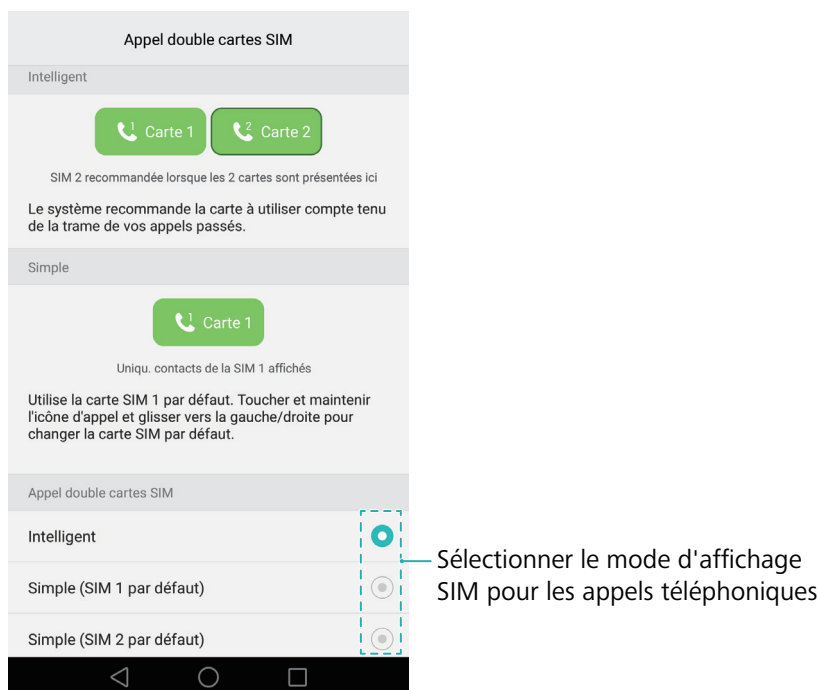 Appel double cartes SIM
Intelligent
1 Carte 1
2 Carte 2
SIM 2 recommandée lorsque les 2 cartes sont présentées ici
Le système recommande la carte à utiliser compte tenu
de la trame de vos appels passés.
Simple
1 Carte 1
Uniqu. contacts de la SIM 1 affichés
Utilise la carte SIM 1 par défaut. Toucher et maintenir
l'icône d'appel et glisser vers la gauche/droite pour
changer la carte SIM par défaut.
Appel double cartes SIM
Intelligent
Simple (SIM 1 par défaut)
Simple (SIM 2 par défaut)
Sélectionner le mode d'affichage
SIM pour les appels téléphoniques